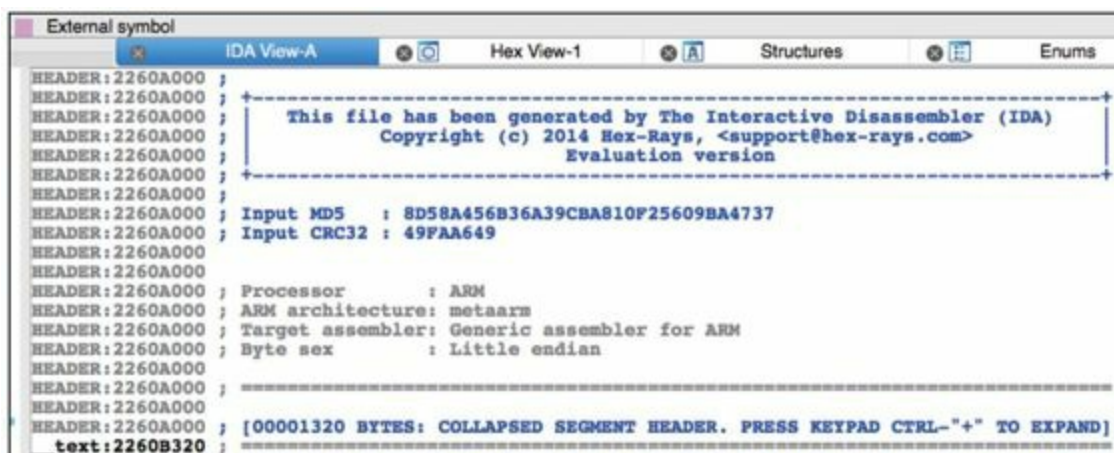 External symbol
IDA View-A Hex View-1 Structures Enums
HEADER:2260A000 ;
HEADER:2260A000 ; +-------------------------------------------------------------------------+
HEADER:2260A000 ; | This file has been generated by The Interactive Disassembler (IDA) |
HEADER:2260A000 ; | Copyright (c) 2014 Hex-Rays, <support@hex-rays.com> |
HEADER:2260A000 ; | Evaluation version |
HEADER:2260A000 ; +-------------------------------------------------------------------------+
HEADER:2260A000 ;
HEADER:2260A000 ; Input MD5 : 8D58A456B36A39CBA810F25609BA4737
HEADER:2260A000 ; Input CRC32 : 49FAA649
HEADER:2260A000
HEADER:2260A000
HEADER:2260A000 ; Processor : ARM
HEADER:2260A000 ; ARM architecture: metaarm
HEADER:2260A000 ; Target assembler: Generic assembler for ARM
HEADER:2260A000 ; Byte sex : Little endian
HEADER:2260A000
HEADER:2260A000 ; ===========================================================================
HEADER:2260A000
HEADER:2260A000 ; [00001320 BYTES: COLLAPSED SEGMENT HEADER. PRESS KEYPAD CTRL-"+" TO EXPAND]
text:2260B320 ; ===========================================================================